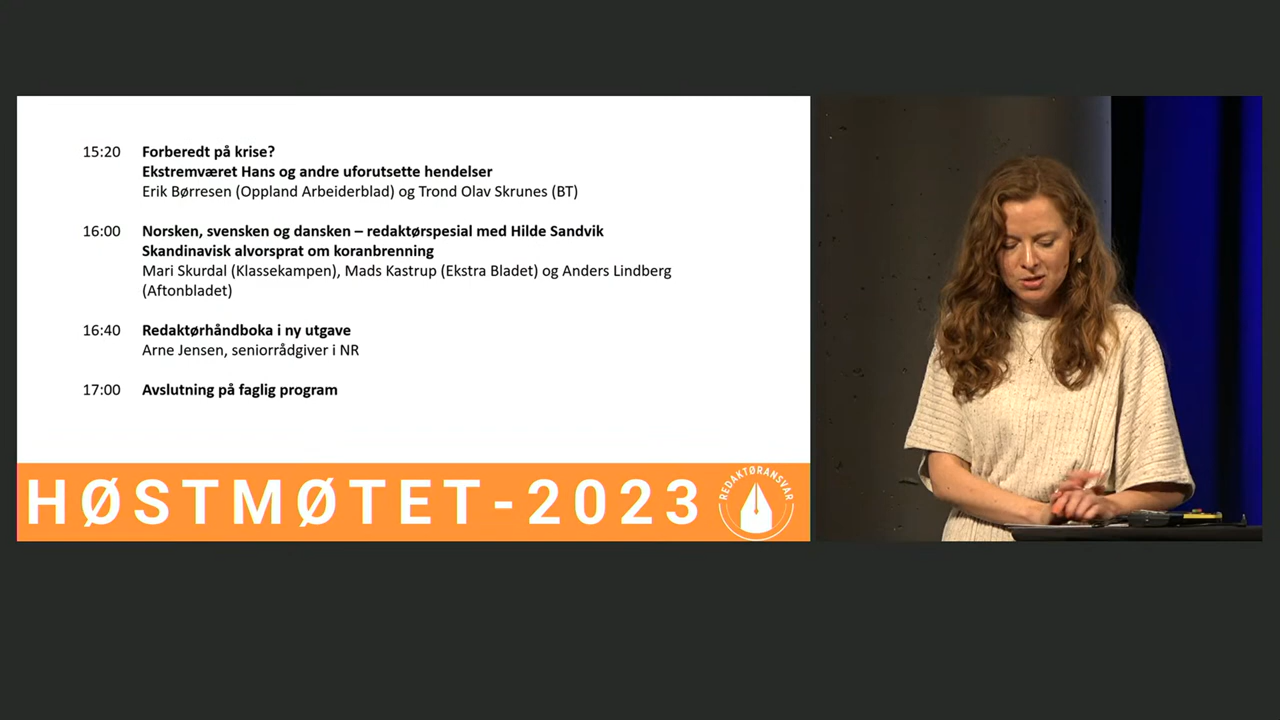 15:20 Forberedt på krise?
Ekstremværet Hans og andre uforutsette hendelser
Erik Børresen (Oppland Arbeiderblad) og Trond Olav Skrunes (BT)
16:00 Norsken, svensken og dansken – redaktørspesial med Hilde Sandvik
Skandinavisk alvorsprat om koranbrenning
Mari Skurdal (Klassekampen), Mads Kastrup (Ekstra Bladet) og Anders Lindberg
(Aftonbladet)
16:40 Redaktørhåndboka i ny utgave
Arne Jensen, seniorrådgiver i NR
17:00 Avslutning på faglig program
HØSTMØTET-2023
REDAKTØRANSVAR